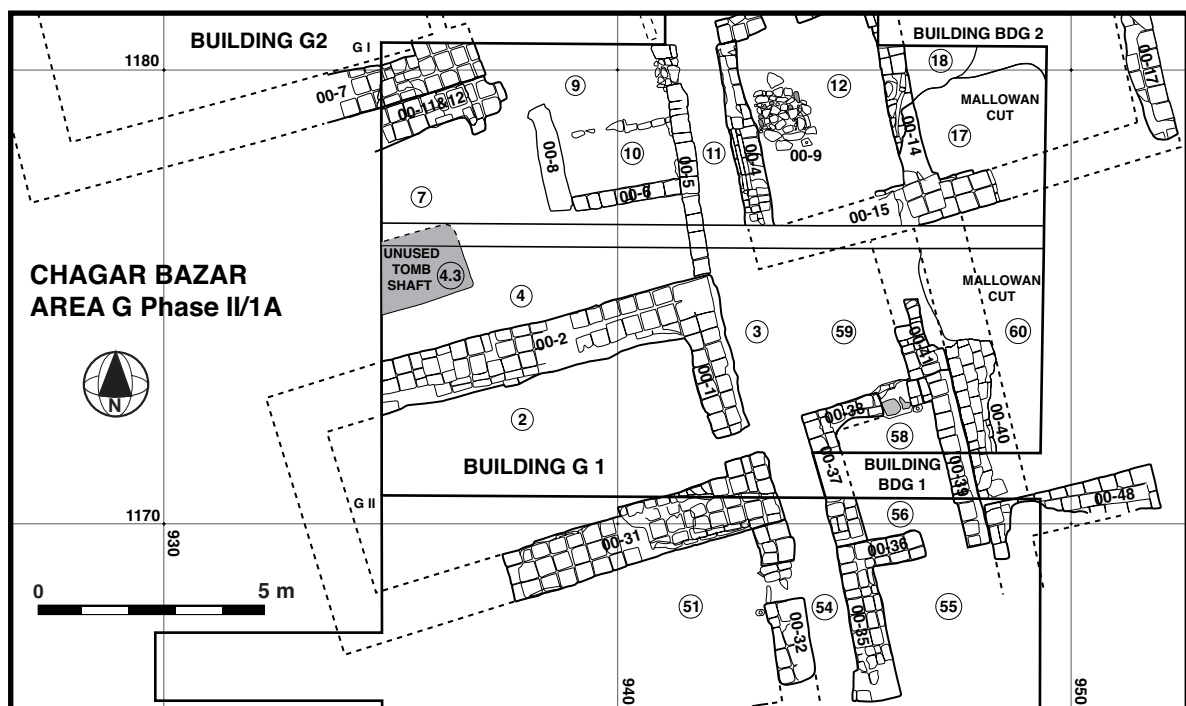 BUILDING G2
G I
1180
00-7
00-11&12
9
12
BUILDING BDG 2
18
MALLOWAN
CUT
17
00-17
00-14
00-9
00-4
11
00-5
10
00-8
00-6
7
00-15
UNUSED
TOMB
SHAFT
4.3
CHAGAR BAZAR
AREA G Phase II/1A
4
MALLOWAN
CUT
60
59
3
00-2
00-1
00-41
N
2
00-38
58
00-40
00-37
BUILDING G 1
BUILDING
BDG 1
00-39
00-48
G II
1170
56
00-31
00-36
930
0
5 m
51
54
55
00-32
00-35
940
950